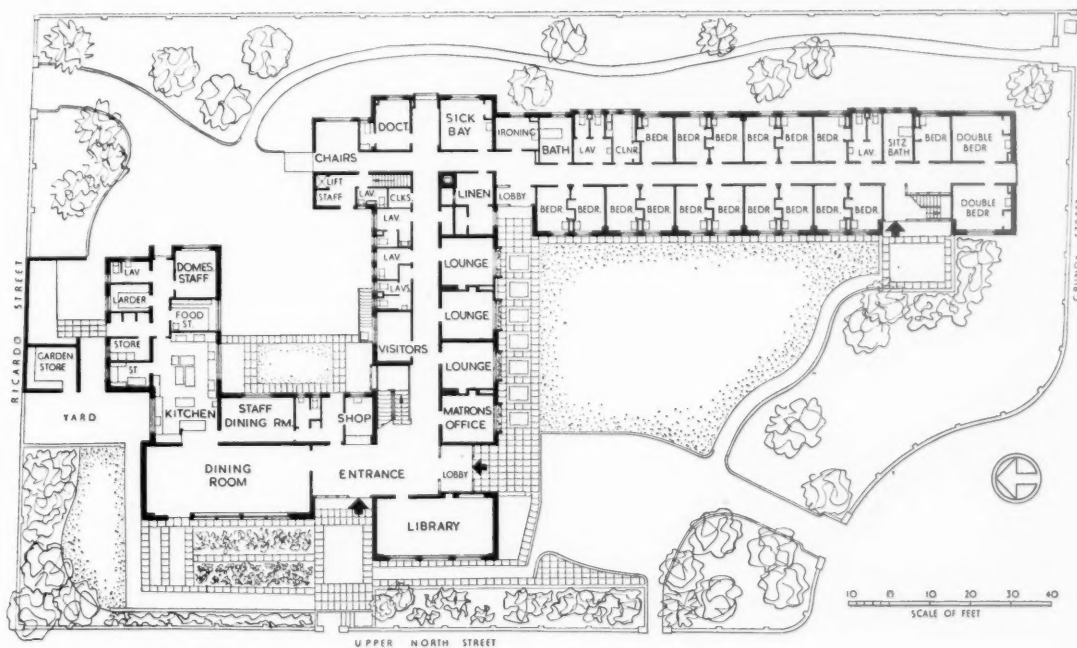 DOCT.
SICK
BAY
IRONING
BATH
LAV.
CLNR.
BEDR.
BEDR.
BEDR.
BEDR.
BEDR.
BEDR.
LAV.
SITZ
BATH
BEDR.
DOUBLE
BEDR.
CHAIRS
LIFT
STAFF
LAV.
CLKS.
LINEN
LOBBY
BEDR.
BEDR.
BEDR.
BEDR.
BEDR.
BEDR.
BEDR.
BEDR.
BEDR.
BEDR.
DOUBLE
BEDR.
LAV.
LAV.
LAVS.
VISITORS
LOUNGE
LOUNGE
LOUNGE
MATRONS
OFFICE
LAV.
DOMES.
STAFF
LARDER
FOOD
ST.
STORE
ST
GARDEN
STORE
YARD
KITCHEN
STAFF
DINING RM.
SHOP
DINING
ROOM
ENTRANCE
LOBBY
LIBRARY
RICARDO STREET
UPPER NORTH STREET
10 0 10 20 30 40
SCALE OF FEET